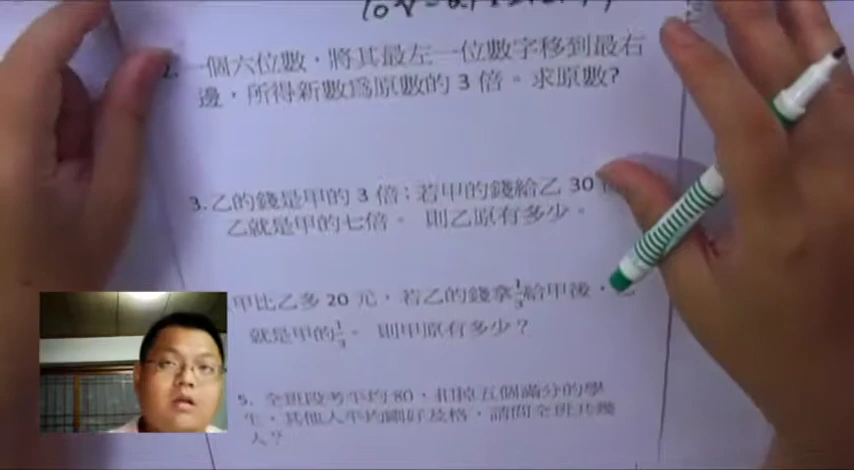 2. 一個六位數，將其最左一位數字移到最右
邊，所得新數為原數的 3 倍。求原數?
3.乙的錢是甲的 3 倍；若甲的錢給乙 30
乙就是甲的七倍。 則乙原有多少。
甲比乙多 20 元，若乙的錢拿1/3給甲後，乙
就是甲的1/3。 則甲原有多少？
5. 全班段考平均 80，扣掉五個滿分的學
生，其他人平均剛好及格，請問全班共幾
人？